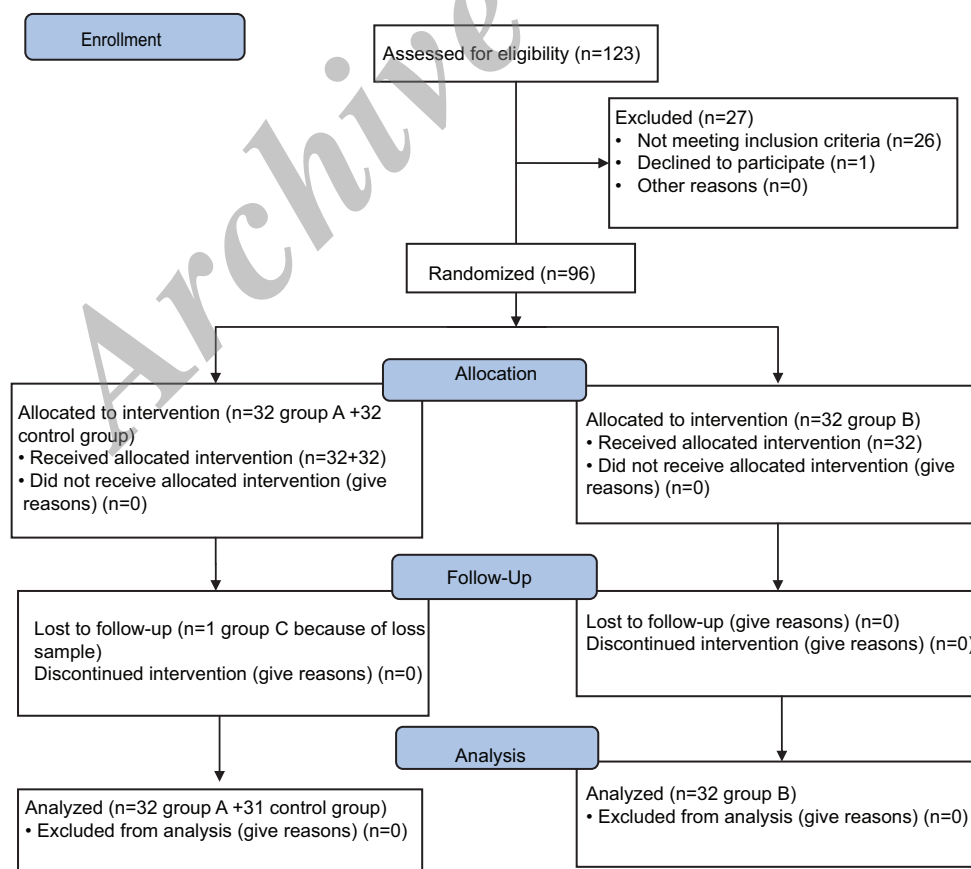 Enrollment
Assessed for eligibility (n=123)
Excluded (n=27)
• Not meeting inclusion criteria (n=26)
• Declined to participate (n=1)
• Other reasons (n=0)
Randomized (n=96)
Allocation
Allocated to intervention (n=32 group A +32
control group)
• Received allocated intervention (n=32+32)
• Did not receive allocated intervention (give
reasons) (n=0)
Allocated to intervention (n=32 group B)
• Received allocated intervention (n=32)
• Did not receive allocated intervention (give
reasons) (n=0)
Follow-Up
Lost to follow-up (n=1 group C because of loss
sample)
Discontinued intervention (give reasons) (n=0)
Lost to follow-up (give reasons) (n=0)
Discontinued intervention (give reasons) (n=0)
Analysis
Analyzed (n=32 group A +31 control group)
• Excluded from analysis (give reasons) (n=0)
Analyzed (n=32 group B)
• Excluded from analysis (give reasons) (n=0)
Archive